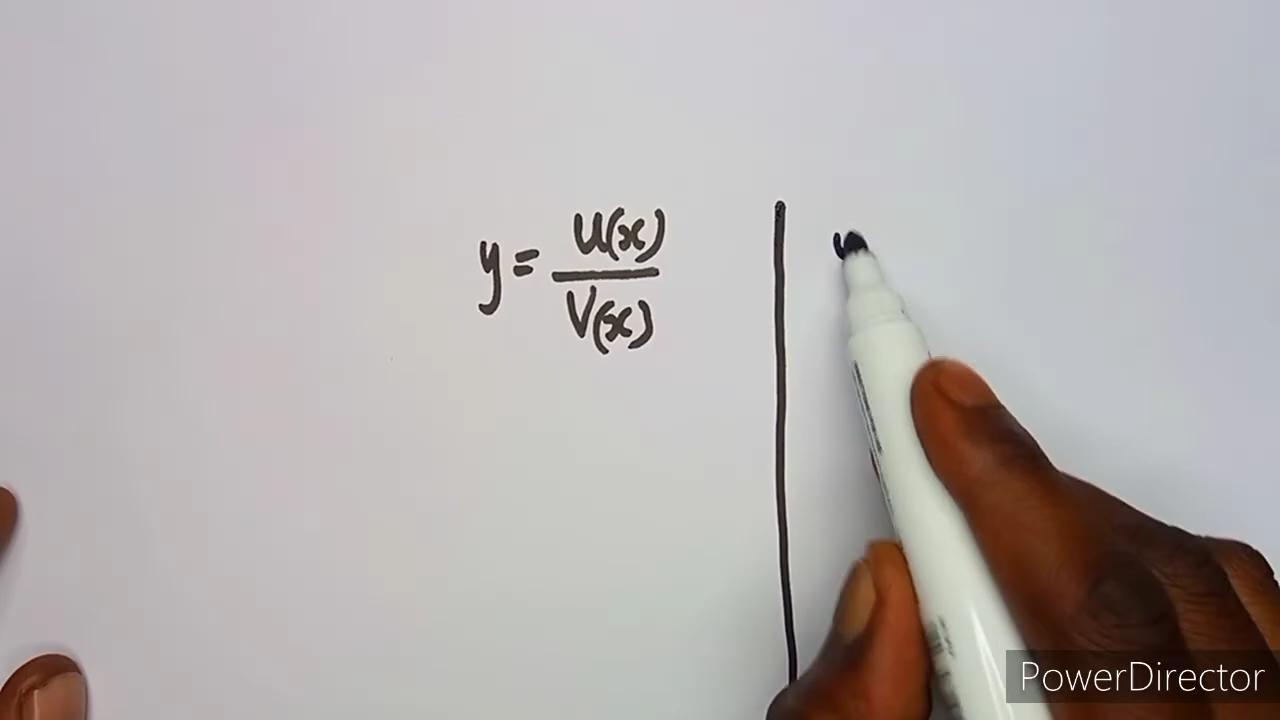 y = u(x)
V(x)
PowerDirector